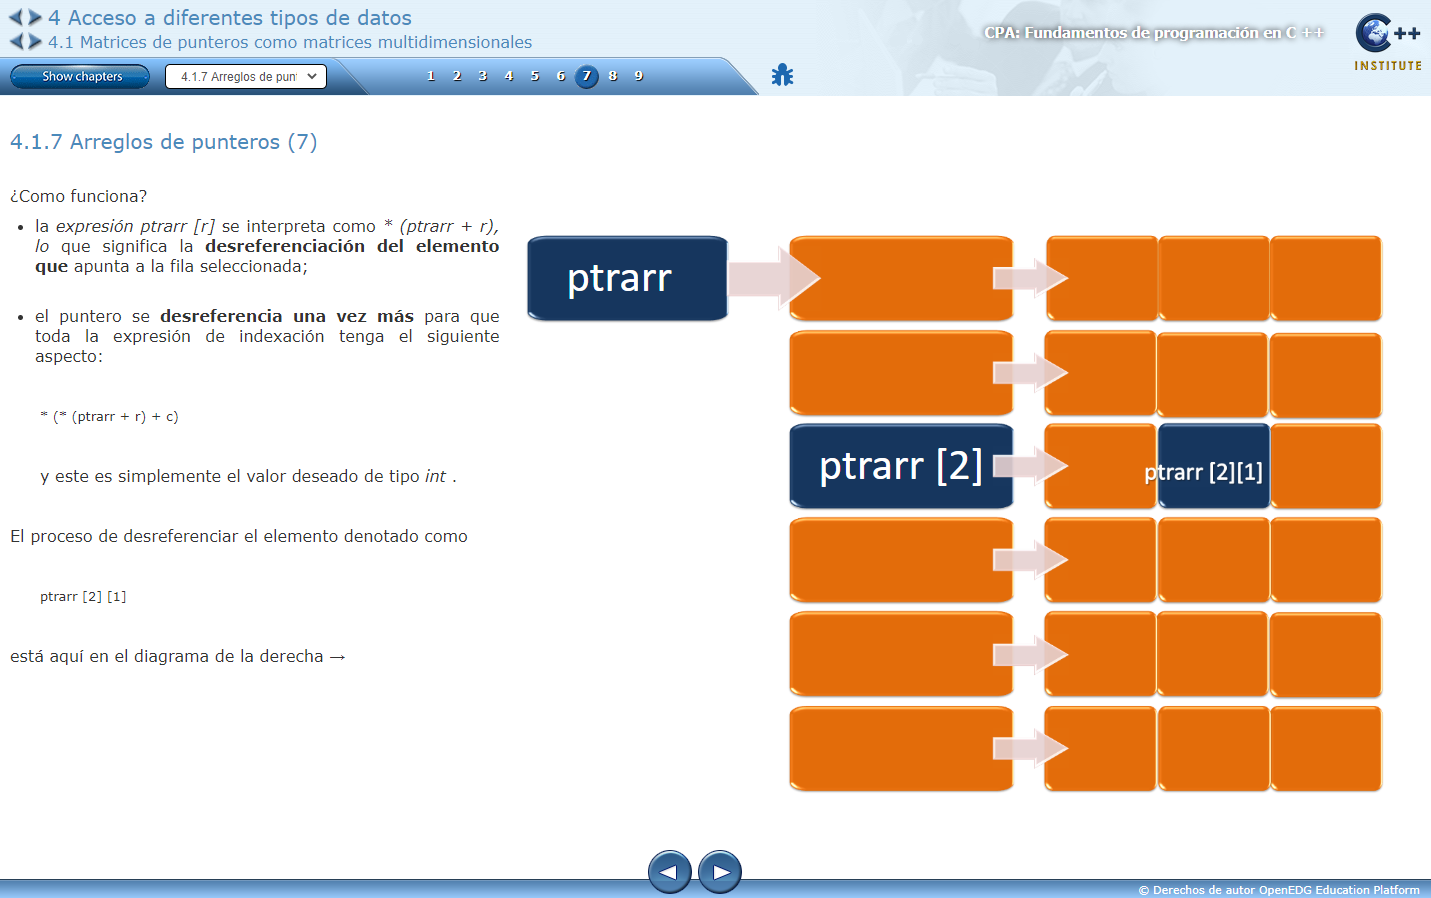 4 Acceso a diferentes tipos de datos
4.1 Matrices de punteros como matrices multidimensionales
CPA: Fundamentos de programación en C ++
C++
INSTITUTE
Show chapters
4.1.7 Arreglos de punt
1 2 3 4 5 6 7 8 9
4.1.7 Arreglos de punteros (7)
¿Como funciona?
• la expresión ptrarr [r] se interpreta como * (ptrarr + r),
lo que significa la desreferenciación del elemento
que apunta a la fila seleccionada;
• el puntero se desreferencia una vez más para que
toda la expresión de indexación tenga el siguiente
aspecto:
* (* (ptrarr + r) + c)
y este es simplemente el valor deseado de tipo int .
El proceso de desreferenciar el elemento denotado como
ptrarr [2] [1]
está aquí en el diagrama de la derecha →
ptrarr
ptrarr [2]
ptrarr [2][1]
© Derechos de autor OpenEDG Education Platform